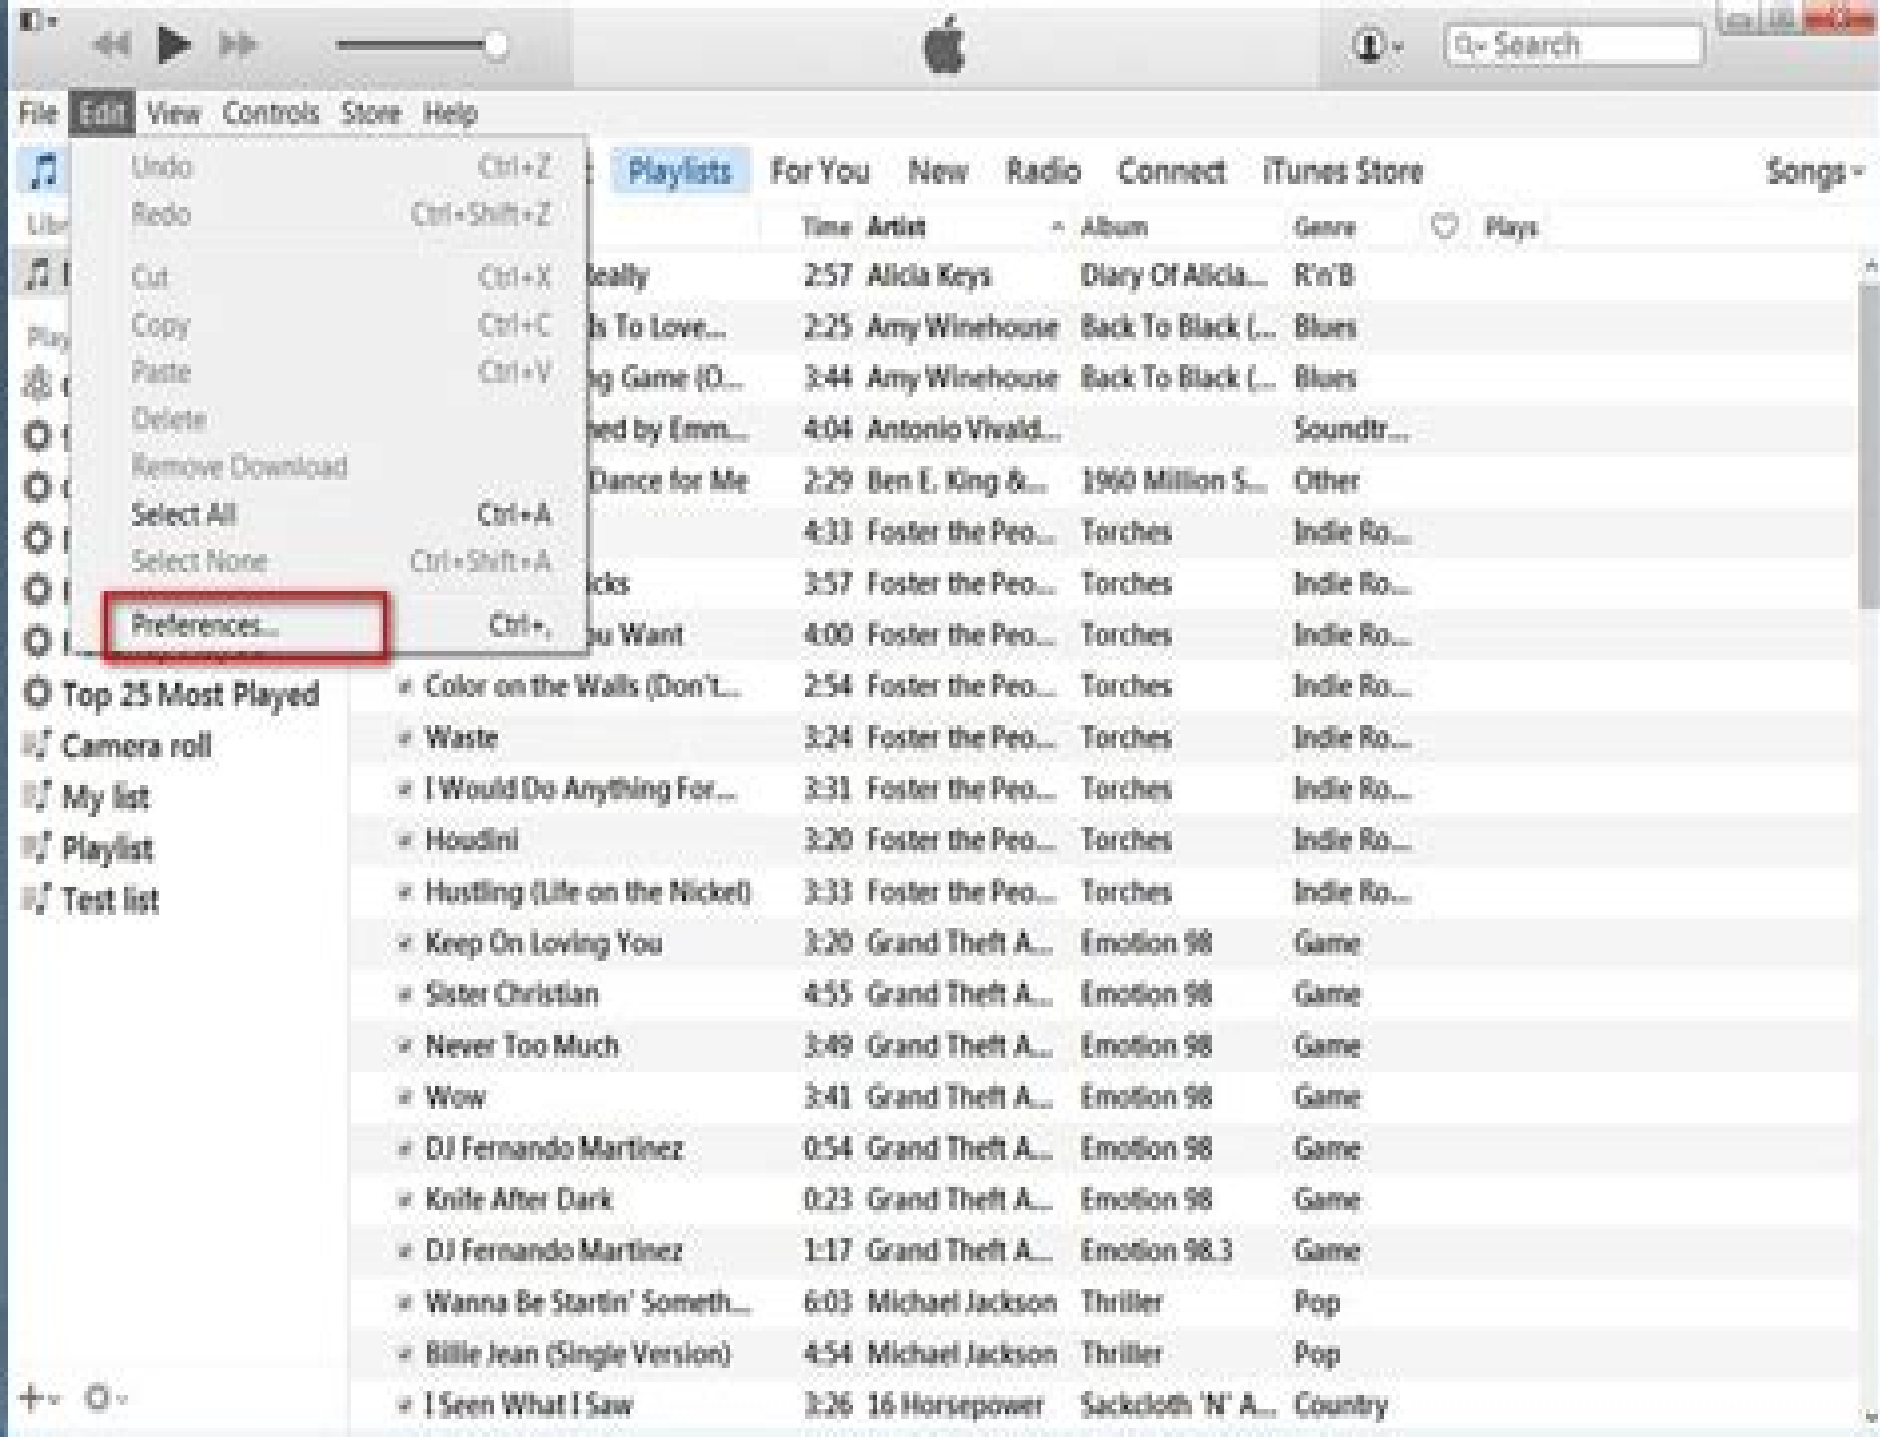 Search
File Edit View Controls Store Help
Undo Ctrl+Z
Redo Ctrl+Shift+Z
Cut Ctrl+X
Copy Ctrl+C
Paste Ctrl+V
Delete
Remove Download
Select All Ctrl+A
Select None Ctrl+Shift+A
Preferences... Ctrl+,
Playlists For You New Radio Connect iTunes Store Songs
Time Artist Album Genre Plays
2:57 Alicia Keys Diary Of Alicia... R'n'B
To Love... 2:25 Amy Winehouse Back To Black (... Blues
Game (O... 3:44 Amy Winehouse Back To Black (... Blues
by Emm... 4:04 Antonio Vivald... Soundtr...
Dance for Me 2:29 Ben E. King &... 1960 Million S... Other
4:33 Foster the Peo... Torches Indie Ro...
3:57 Foster the Peo... Torches Indie Ro...
Want 4:00 Foster the Peo... Torches Indie Ro...
Color on the Walls (Don't... 2:54 Foster the Peo... Torches Indie Ro...
Waste 3:24 Foster the Peo... Torches Indie Ro...
I Would Do Anything For... 3:31 Foster the Peo... Torches Indie Ro...
Houdini 3:20 Foster the Peo... Torches Indie Ro...
Hustling (Life on the Nickel) 3:33 Foster the Peo... Torches Indie Ro...
Keep On Loving You 3:20 Grand Theft A... Emotion 98 Game
Sister Christian 4:55 Grand Theft A... Emotion 98 Game
Never Too Much 3:49 Grand Theft A... Emotion 98 Game
Wow 3:41 Grand Theft A... Emotion 98 Game
DJ Fernando Martinez 0:54 Grand Theft A... Emotion 98 Game
Knife After Dark 0:23 Grand Theft A... Emotion 98 Game
DJ Fernando Martinez 1:17 Grand Theft A... Emotion 98.3 Game
Wanna Be Startin' Someth... 6:03 Michael Jackson Thriller Pop
Billie Jean (Single Version) 4:54 Michael Jackson Thriller Pop
I Seen What I Saw 3:26 16 Horsepower Sackcloth 'N' A... Country
Top 25 Most Played
Camera roll
My list
Playlist
Test list